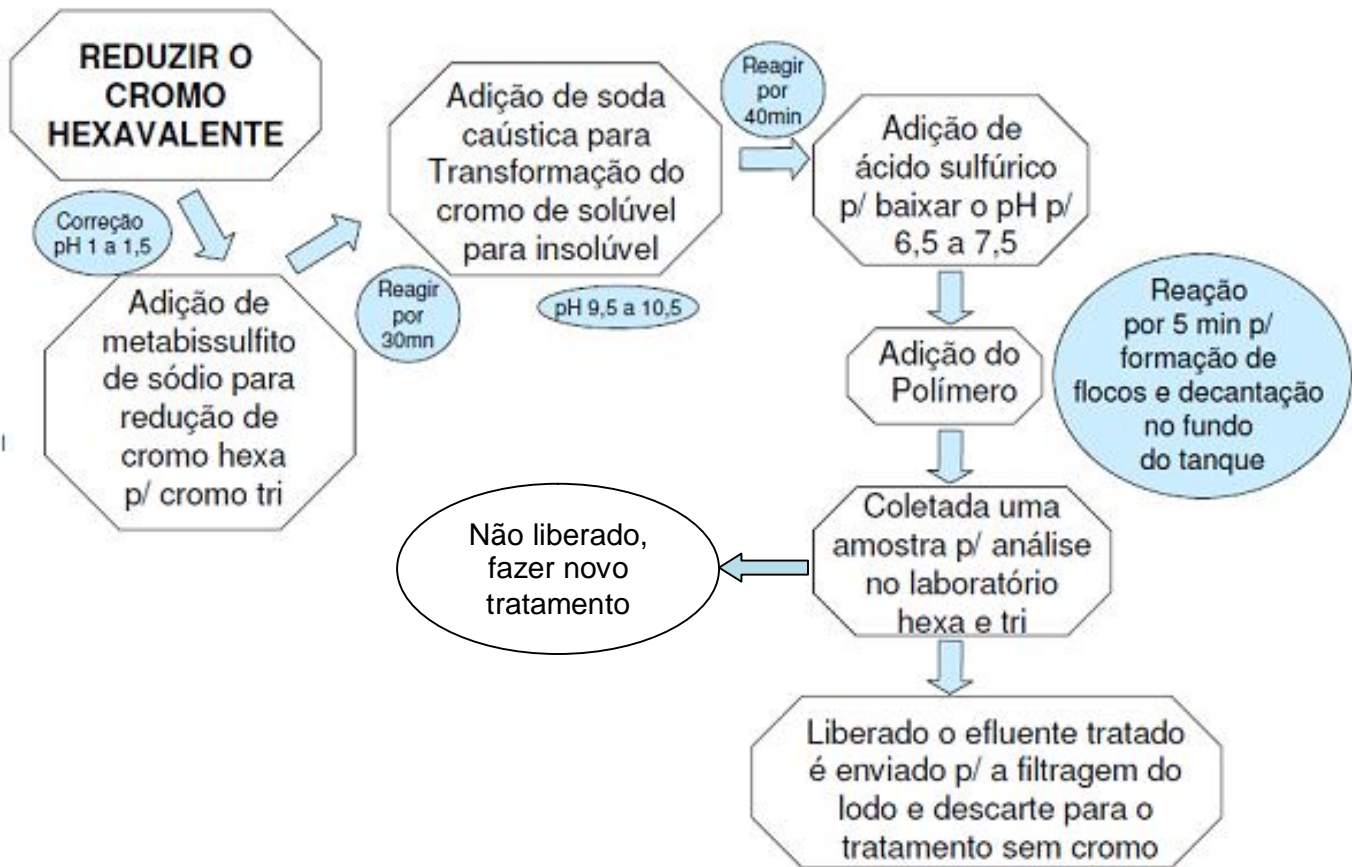 REDUZIR O
CROMO
HEXAVALENTE
Correção
pH 1 a 1,5
Adição de
metabissulfito
de sódio para
redução de
cromo hexa
p/ cromo tri
Reagir
por
30mn
Adição de soda
caústica para
Transformação do
cromo de solúvel
para insolúvel
pH 9,5 a 10,5
Reagir
por
40min
Adição de
ácido sulfúrico
p/ baixar o pH p/
6,5 a 7,5
Adição do
Polímero
Reação
por 5 min p/
formação de
flocos e decantação
no fundo
do tanque
Coletada uma
amostra p/ análise
no laboratório
hexa e tri
Não liberado,
fazer novo
tratamento
Liberado o efluente tratado
é enviado p/ a filtragem do
lodo e descarte para o
tratamento sem cromo